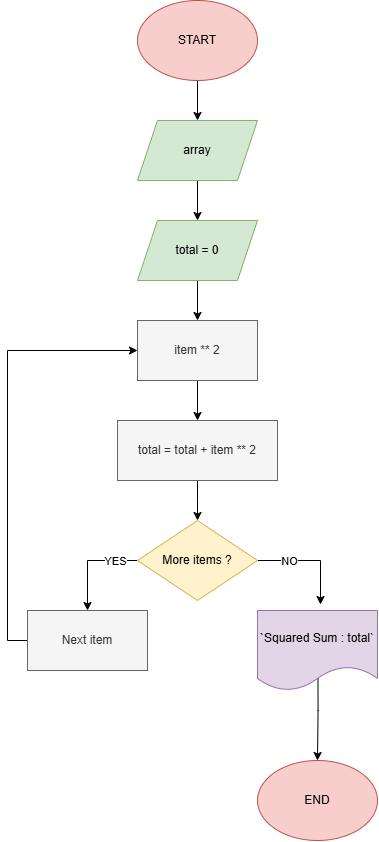 START
array
total = 0
item ** 2
total = total + item ** 2
More items ?
YES
NO
Next item
`Squared Sum : total`
END